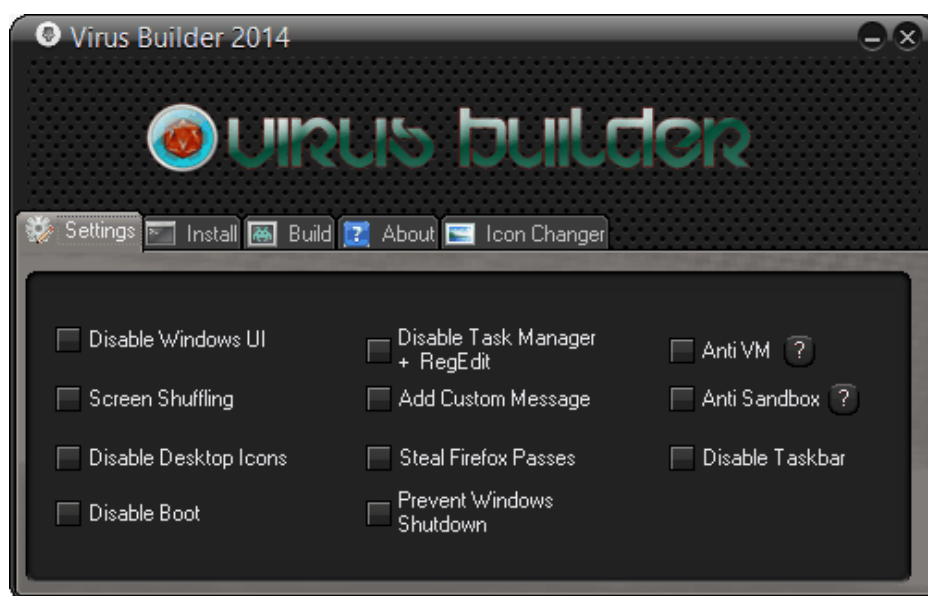 Virus Builder 2014
virus builder
Settings Install Build About Icon Changer
Disable Windows UI
Disable Task Manager
+ RegEdit
Anti VM ?
Screen Shuffling
Add Custom Message
Anti Sandbox ?
Disable Desktop Icons
Steal Firefox Passes
Disable Taskbar
Disable Boot
Prevent Windows
Shutdown